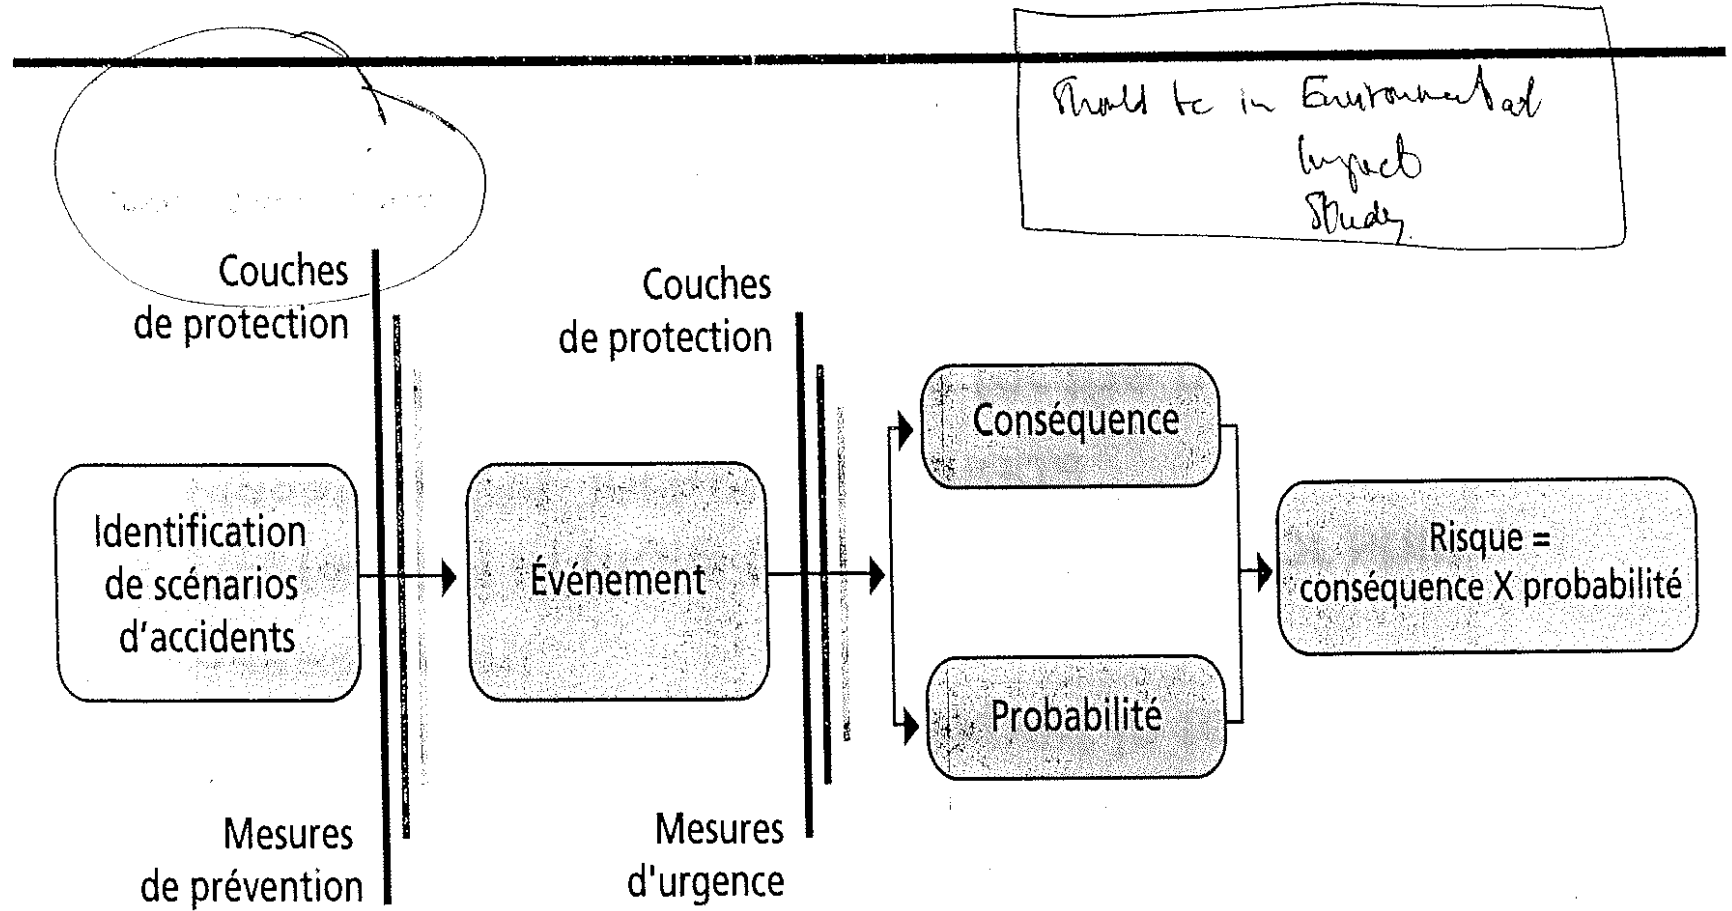 Should be in Environmental
Impact
Study
Couches
de protection
Couches
de protection
Conséquence
Identification
de scénarios
d'accidents
Événement
Risque =
conséquence X probabilité
Probabilité
Mesures
de prévention
Mesures
d'urgence